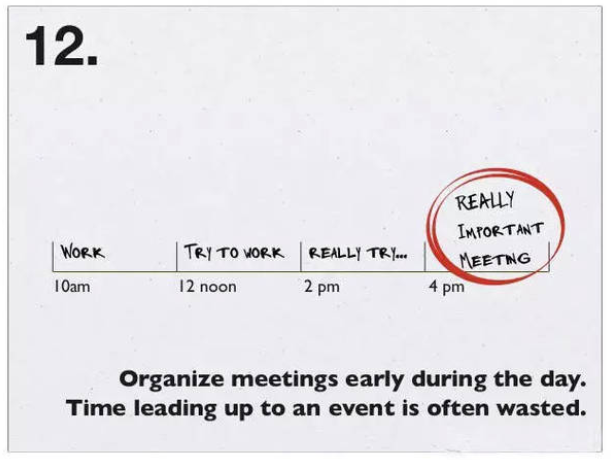 12.
REALLY
IMPORTANT
MEETING
WORK
TRY TO WORK
REALLY TRY...
10am
12 noon
2 pm
4 pm
Organize meetings early during the day.
Time leading up to an event is often wasted.